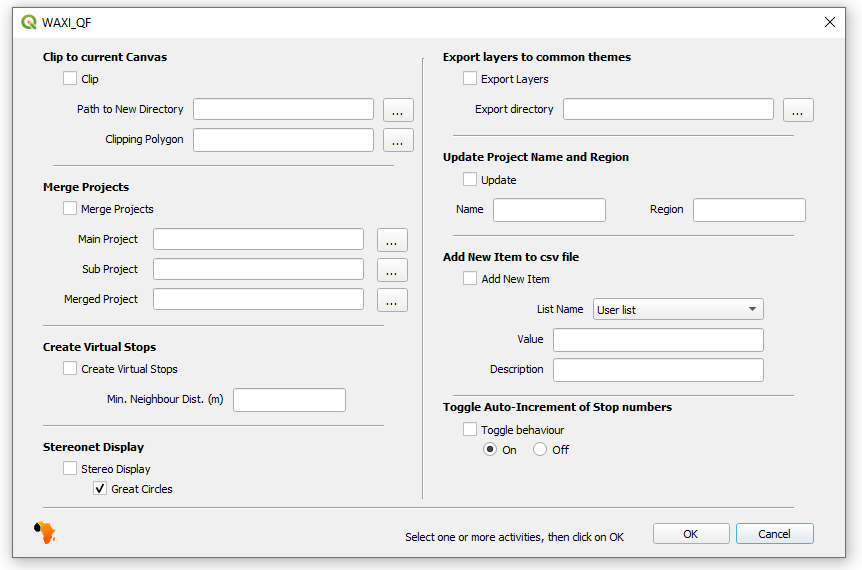 WAXI_QF
Clip to current Canvas
Clip
Path to New Directory
...
Clipping Polygon
...
Merge Projects
Merge Projects
Main Project
...
Sub Project
...
Merged Project
...
Create Virtual Stops
Create Virtual Stops
Min. Neighbour Dist. (m)
Stereonet Display
Stereo Display
Great Circles
Export layers to common themes
Export Layers
Export directory
...
Update Project Name and Region
Update
Name
Region
Add New Item to csv file
Add New Item
List Name
User list
Value
Description
Toggle Auto-Increment of Stop numbers
Toggle behaviour
On
Off
Select one or more activities, then click on OK
OK
Cancel